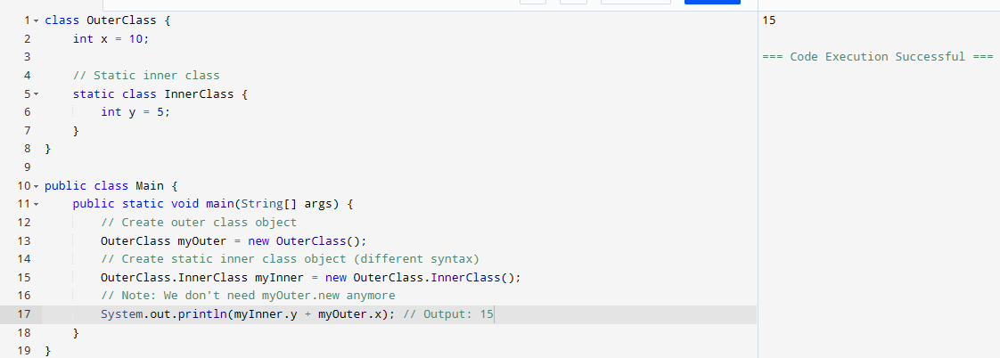 1 class OuterClass {
2     int x = 10;
3
4     // Static inner class
5     static class InnerClass {
6         int y = 5;
7     }
8 }
9
10 public class Main {
11     public static void main(String[] args) {
12         // Create outer class object
13         OuterClass myOuter = new OuterClass();
14         // Create static inner class object (different syntax)
15         OuterClass.InnerClass myInner = new OuterClass.InnerClass();
16         // Note: We don't need myOuter.new anymore
17         System.out.println(myInner.y + myOuter.x); // Output: 15
18     }
19 }
15
=== Code Execution Successful ===